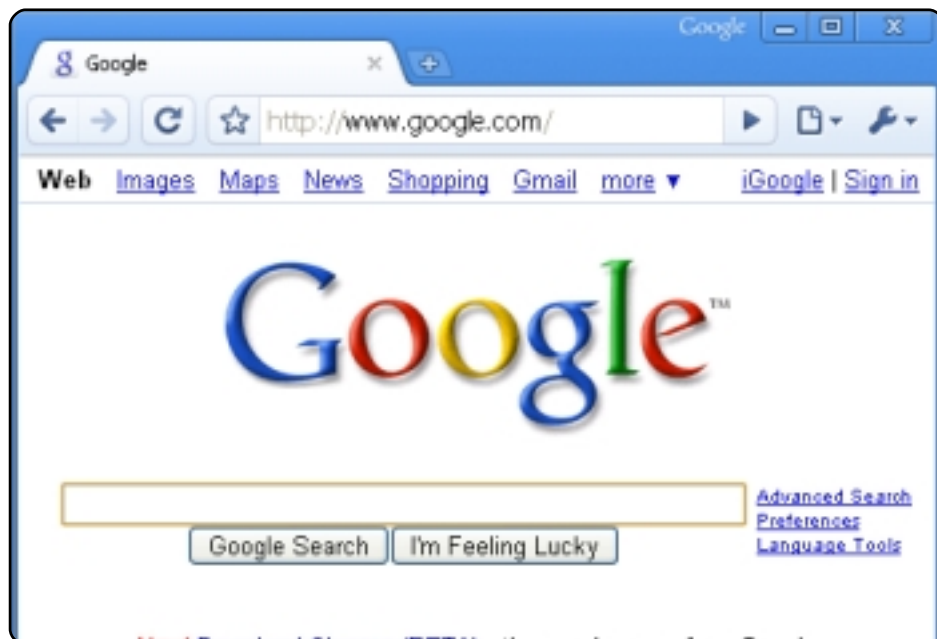 Google
Google
http://www.google.com/
Web Images Maps News Shopping Gmail more ▼ iGoogle | Sign in
Google™
Advanced Search
Preferences
Language Tools
Google Search I'm Feeling Lucky